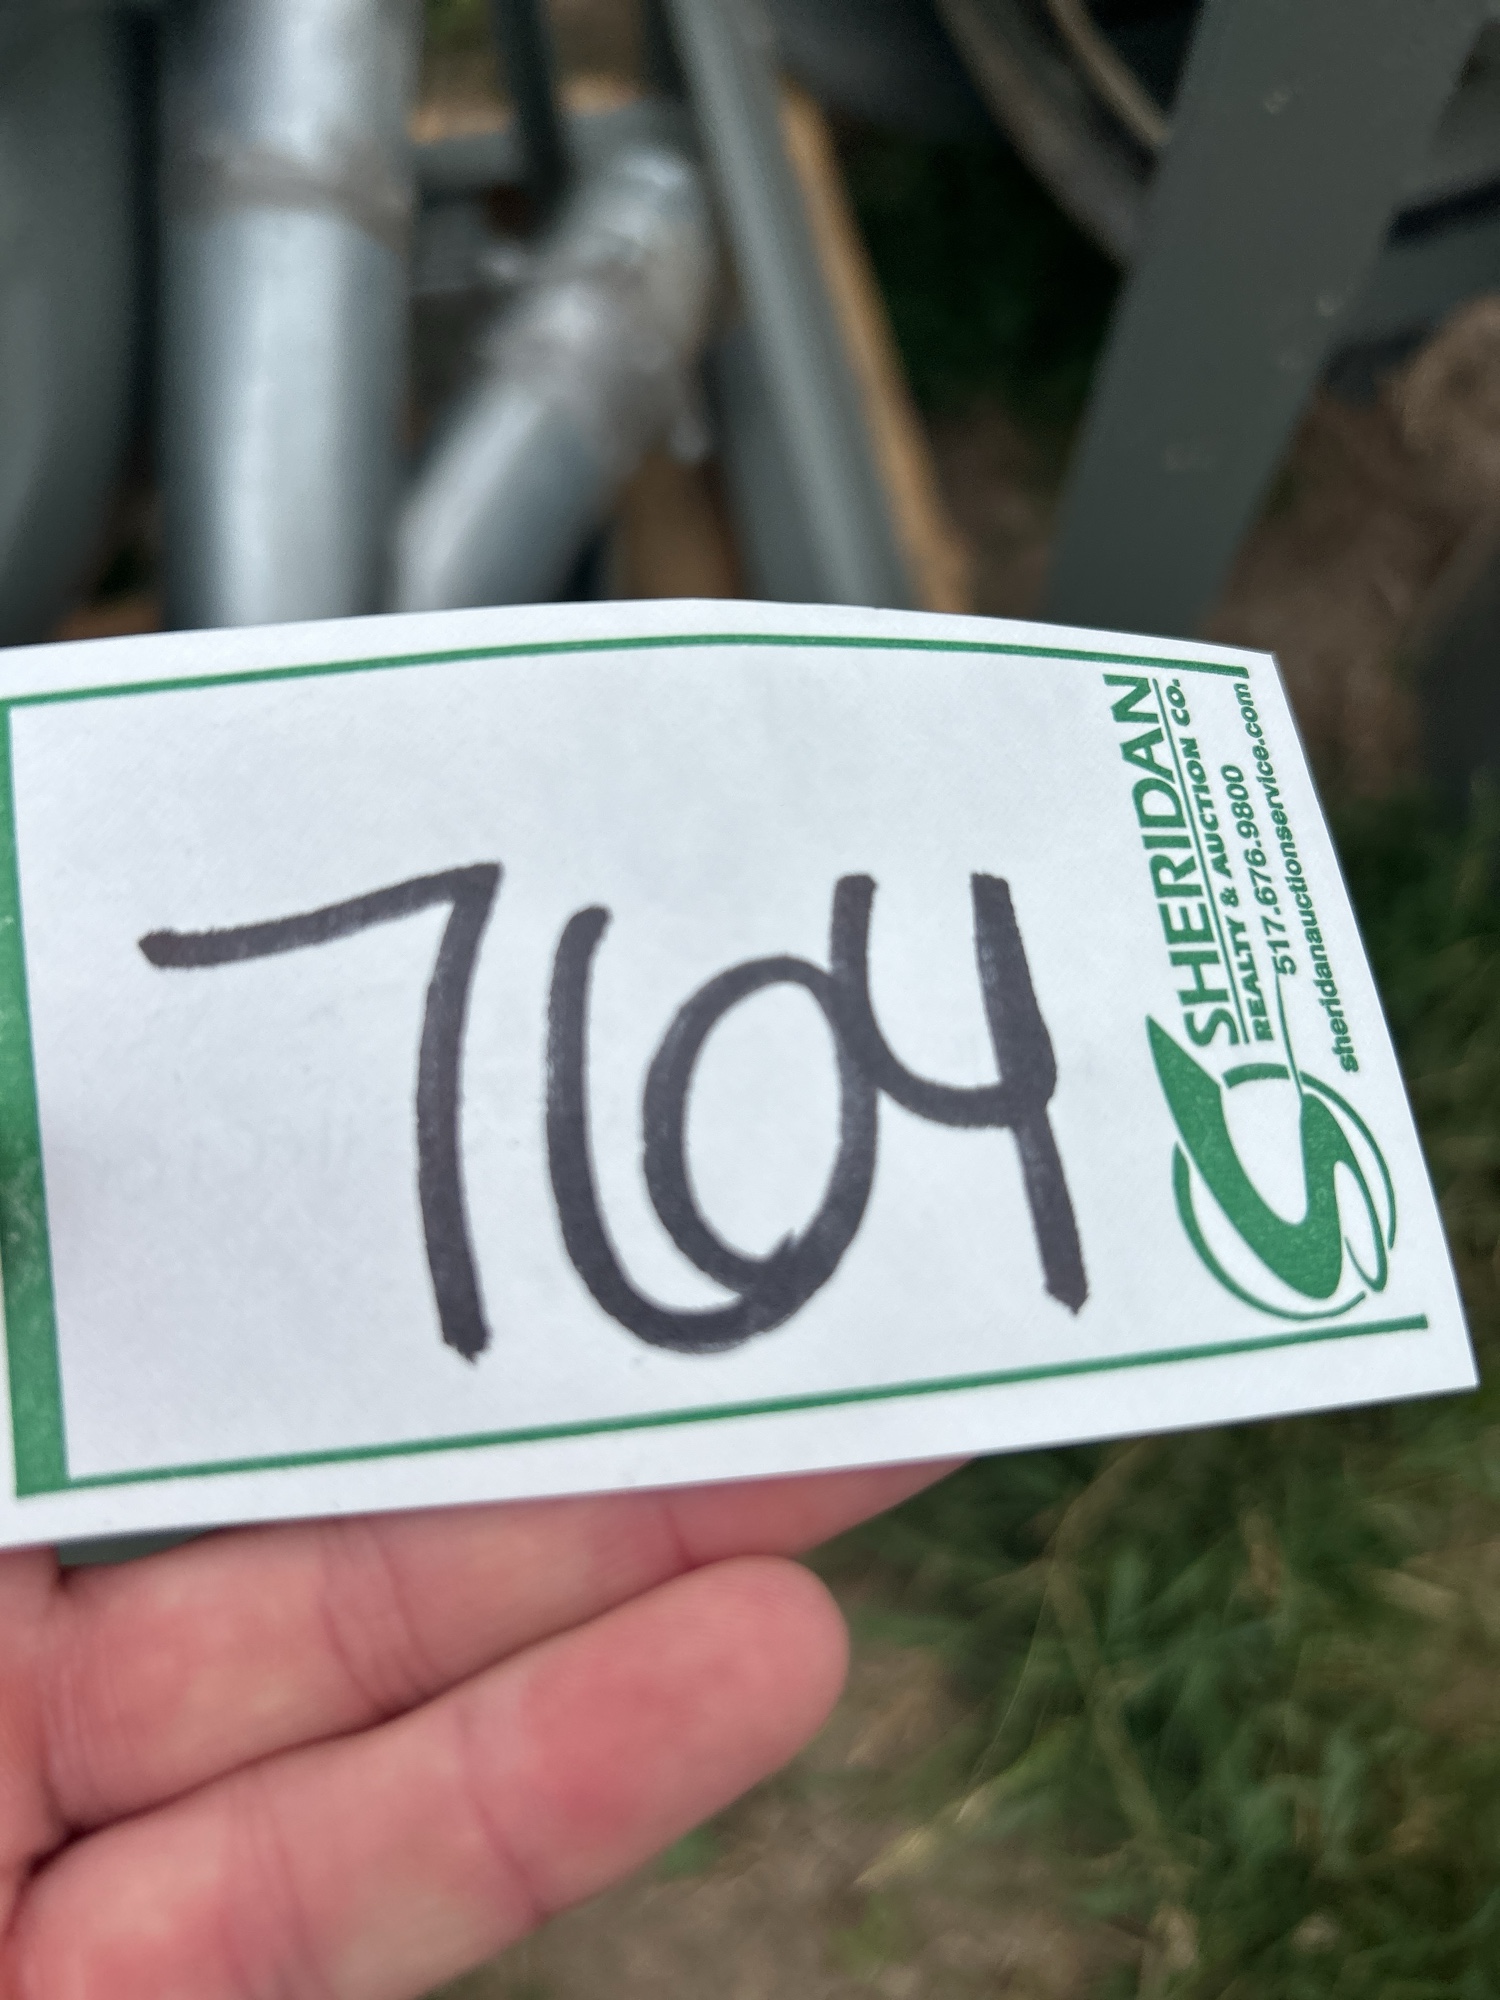 764
SHERIDAN
REALTY & AUCTION CO.
517.676.9800
sheridanauctionservice.com